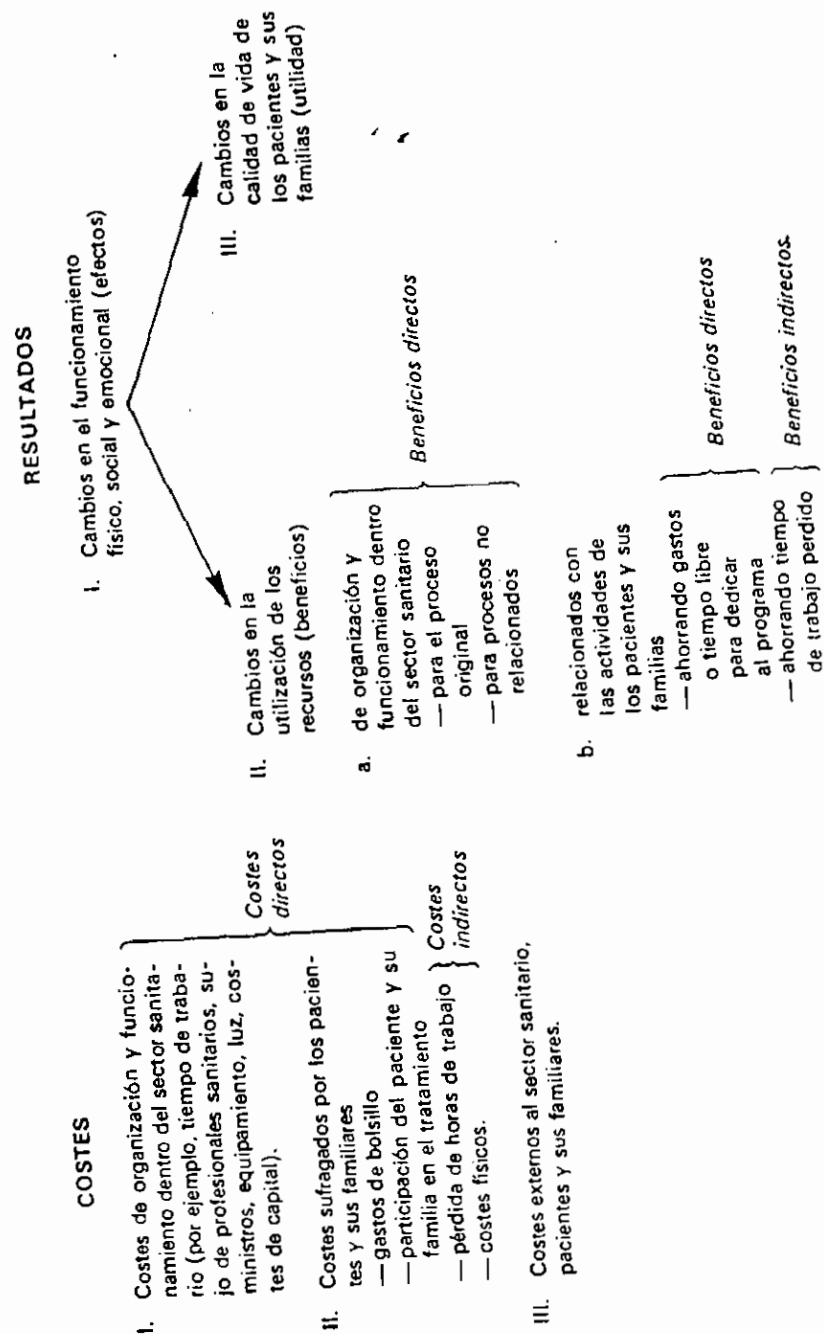 COSTES
I. Costes de organización y funcio-
namiento dentro del sector sanita-
rio (por ejemplo, tiempo de traba-
jo de profesionales sanitarios, su-
ministros, equipamiento, luz, cos-
tes de capital).
Costes
directos
II. Costes sufragados por los pacien-
tes y sus familiares
— gastos de bolsillo
— participación del paciente y su
familia en el tratamiento
— pérdida de horas de trabajo
— costes físicos.
Costes
indirectos
III. Costes externos al sector sanitario,
pacientes y sus familiares.
RESULTADOS
I. Cambios en el funcionamiento
físico, social y emocional (efectos)
II. Cambios en la
utilización de los
recursos (beneficios)
III. Cambios en la
calidad de vida de
los pacientes y sus
familias (utilidad)
a. de organización y
funcionamiento dentro
del sector sanitario
— para el proceso
original
— para procesos no
relacionados
Beneficios directos
b. relacionados con
las actividades de
los pacientes y sus
familias
— ahorrando gastos
o tiempo libre
para dedicar
al programa
Beneficios directos
— ahorrando tiempo
de trabajo perdido
Beneficios indirectos.